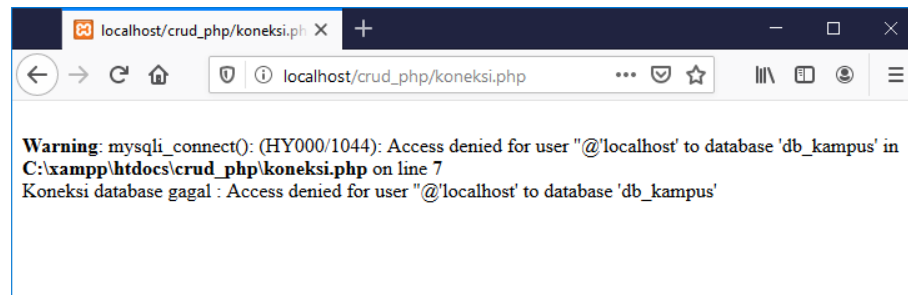 localhost/crud_php/koneksi.ph
localhost/crud_php/koneksi.php
Warning: mysqli_connect(): (HY000/1044): Access denied for user ''@'localhost' to database 'db_kampus' in
C:\xampp\htdocs\crud_php\koneksi.php on line 7
Koneksi database gagal : Access denied for user ''@'localhost' to database 'db_kampus'